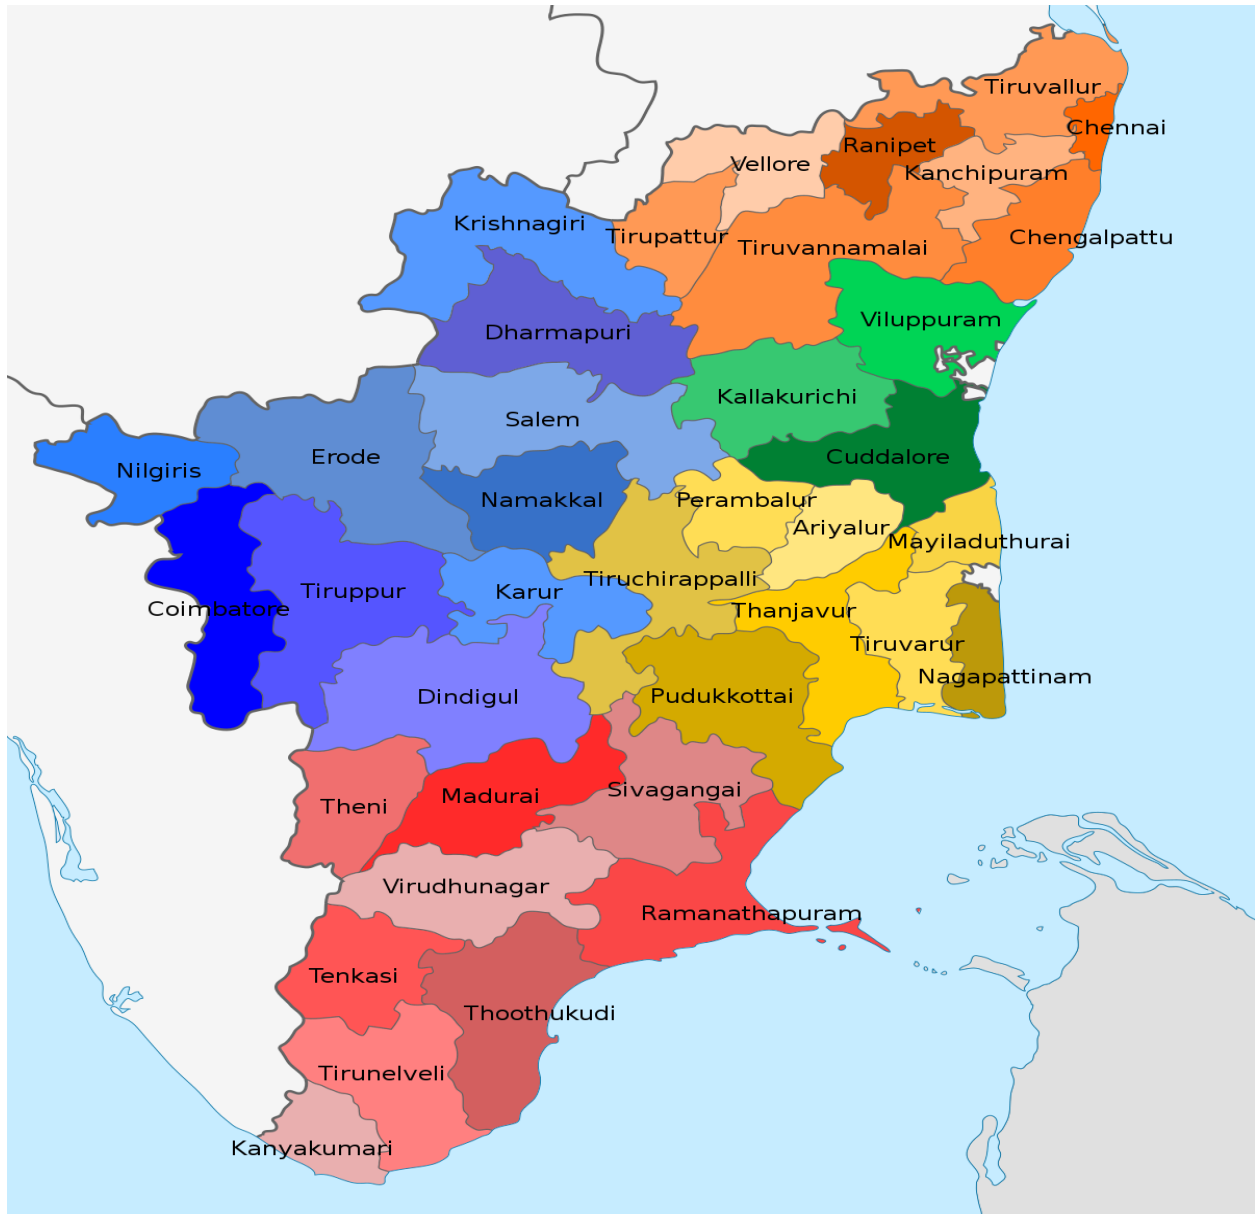 Tiruvallur
Chennai
Ranipet
Vellore
Kanchipuram
Krishnagiri
Tirupattur
Tiruvannamalai
Chengalpattu
Viluppuram
Dharmapuri
Kallakurichi
Salem
Cuddalore
Erode
Nilgiris
Namakkal
Perambalur
Ariyalur
Mayiladuthurai
Tiruchirappalli
Tiruppur
Karur
Coimbatore
Thanjavur
Tiruvarur
Nagapattinam
Dindigul
Pudukkottai
Sivagangai
Madurai
Theni
Virudhunagar
Ramanathapuram
Tenkasi
Thoothukudi
Tirunelveli
Kanyakumari